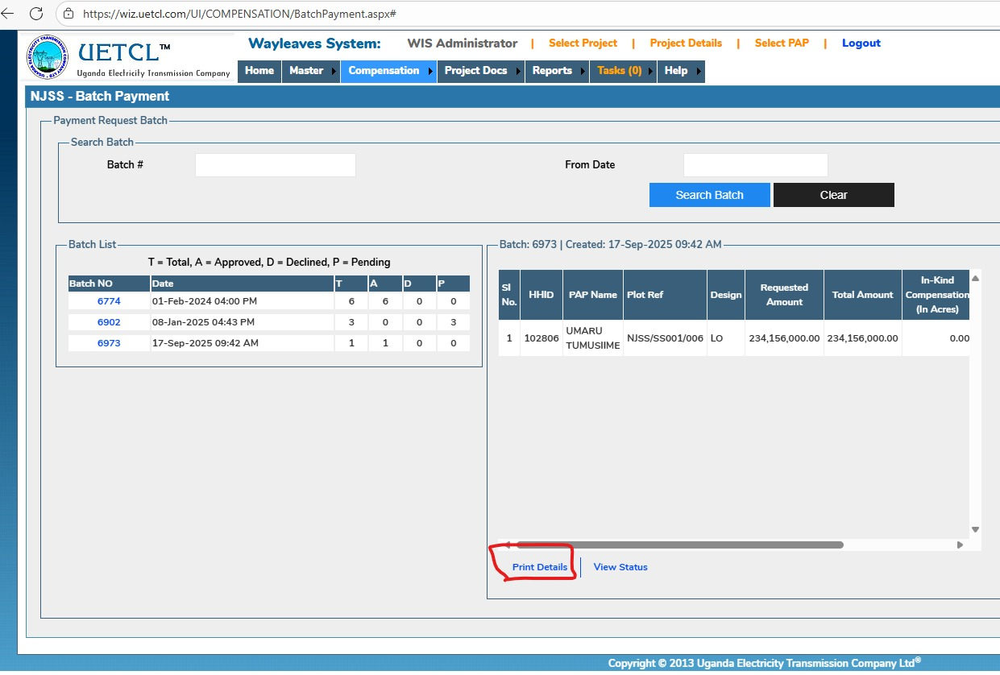 https://wiz.uetcl.com/UI/COMPENSATION/BatchPayment.aspx#
UETCL™
Uganda Electricity Transmission Company
Wayleaves System: WIS Administrator | Select Project | Project Details | Select PAP | Logout
Home Master Compensation Project Docs Reports Tasks (0) Help
NJSS - Batch Payment
Payment Request Batch
Search Batch
Batch # From Date
Search Batch Clear
Batch List
T = Total, A = Approved, D = Declined, P = Pending
Batch NO Date T A D P
6774 01-Feb-2024 04:00 PM 6 6 0 0
6902 08-Jan-2025 04:43 PM 3 0 0 3
6973 17-Sep-2025 09:42 AM 1 1 0 0
Batch: 6973 | Created: 17-Sep-2025 09:42 AM
Sl No. HHID PAP Name Plot Ref Design Requested Amount Total Amount In-Kind Compensation (In Acres)
1 102806 UMARU TUMUSIIME NJSS/SS001/006 LO 234,156,000.00 234,156,000.00 0.00
Print Details View Status
Copyright © 2013 Uganda Electricity Transmission Company Ltd®